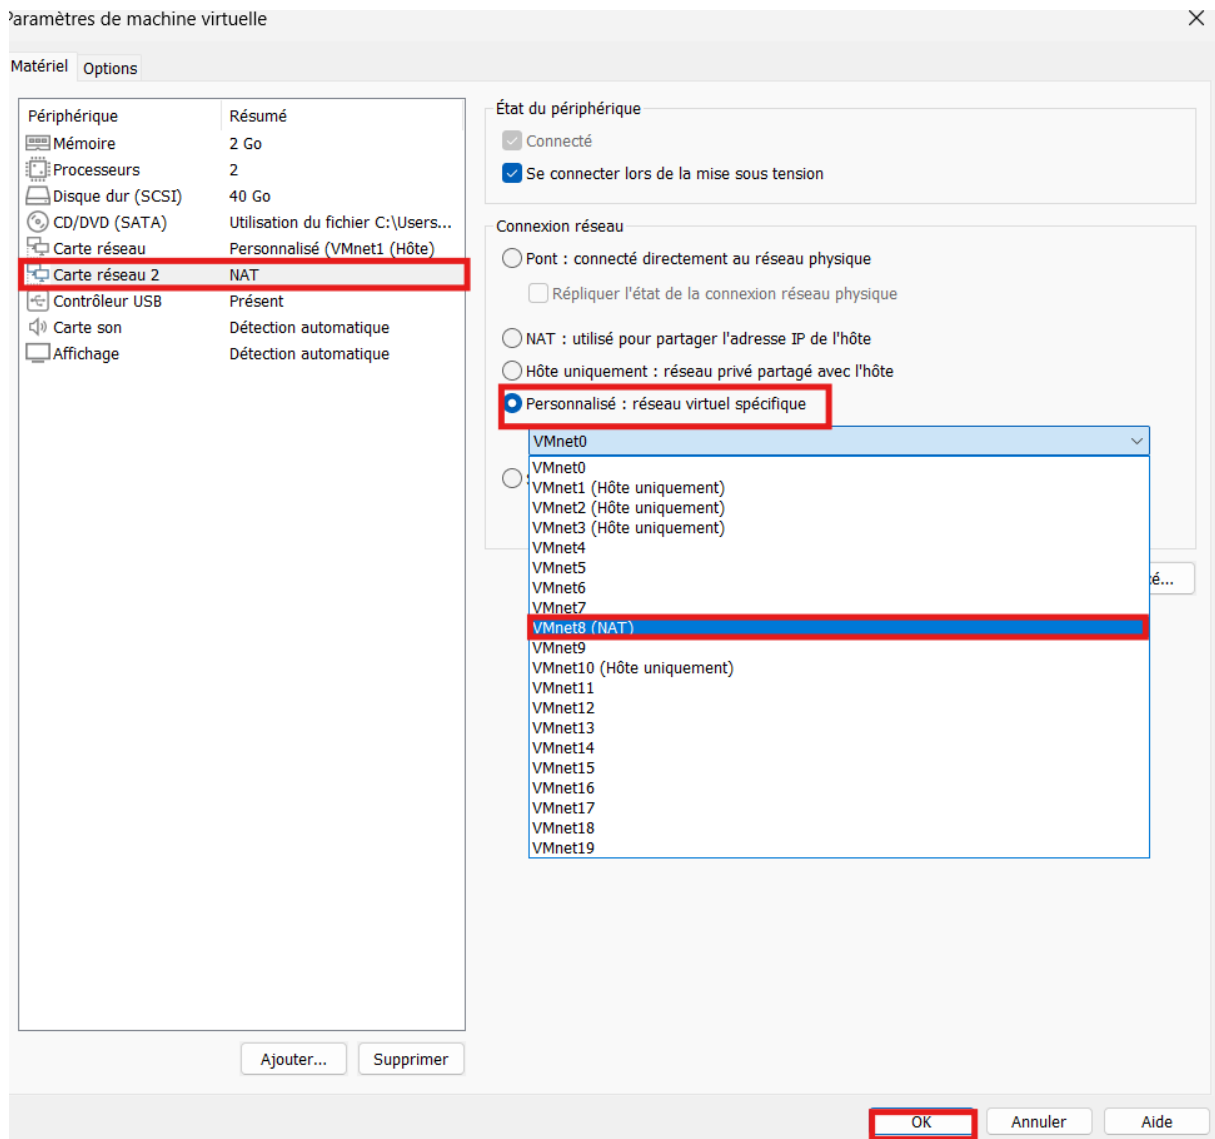 Paramètres de machine virtuelle
Matériel Options
Périphérique Résumé
Mémoire 2 Go
Processeurs 2
Disque dur (SCSI) 40 Go
CD/DVD (SATA) Utilisation du fichier C:\Users...
Carte réseau Personnalisé (VMnet1 (Hôte)
Carte réseau 2 NAT
Contrôleur USB Présent
Carte son Détection automatique
Affichage Détection automatique
Ajouter... Supprimer
État du périphérique
Connecté
Se connecter lors de la mise sous tension
Connexion réseau
Pont : connecté directement au réseau physique
Répliquer l'état de la connexion réseau physique
NAT : utilisé pour partager l'adresse IP de l'hôte
Hôte uniquement : réseau privé partagé avec l'hôte
Personnalisé : réseau virtuel spécifique
VMnet0
VMnet0
VMnet1 (Hôte uniquement)
VMnet2 (Hôte uniquement)
VMnet3 (Hôte uniquement)
VMnet4
VMnet5
VMnet6
VMnet7
VMnet8 (NAT)
VMnet9
VMnet10 (Hôte uniquement)
VMnet11
VMnet12
VMnet13
VMnet14
VMnet15
VMnet16
VMnet17
VMnet18
VMnet19
OK Annuler Aide